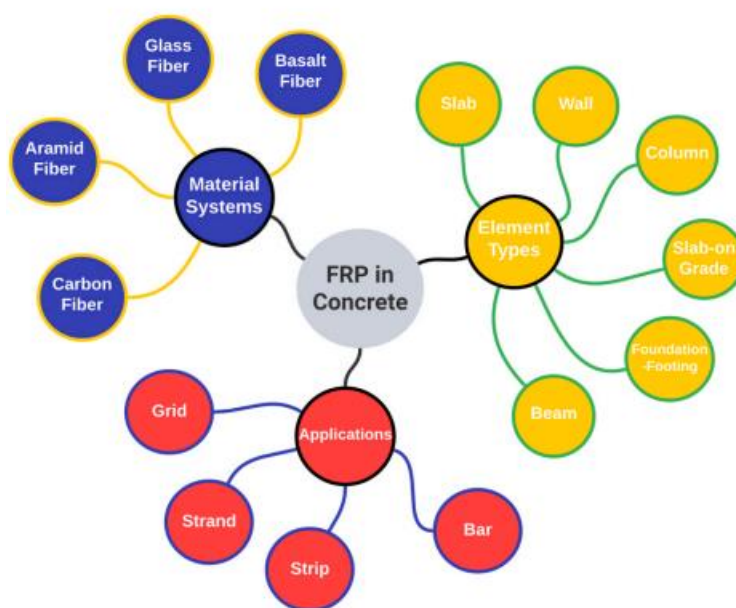 Glass
Fiber
Basalt
Fiber
Aramid
Fiber
Material
Systems
Carbon
Fiber
FRP in
Concrete
Slab
Wall
Column
Element
Types
Slab-on
Grade
Foundation
-Footing
Beam
Applications
Grid
Strand
Strip
Bar